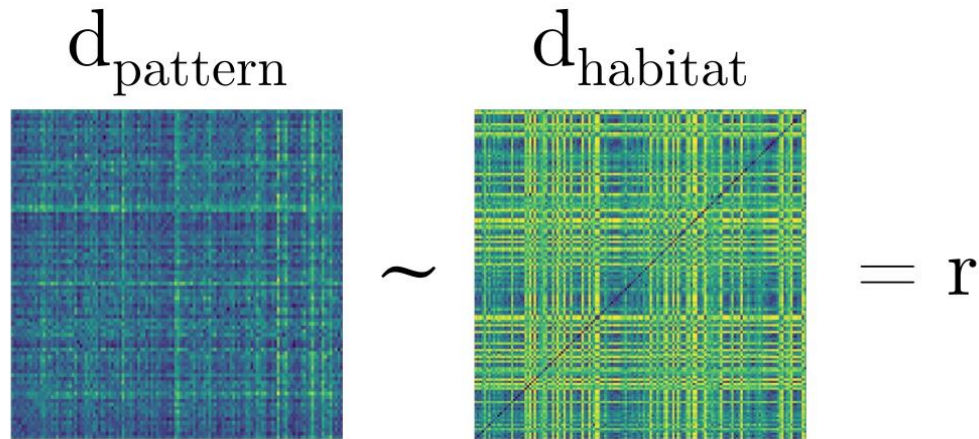 d_pattern d_habitat
~ = r